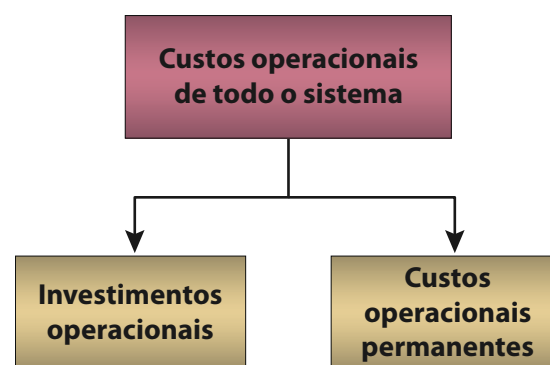 Custos operacionais
de todo o sistema
Investimentos
operacionais
Custos
operacionais
permanentes